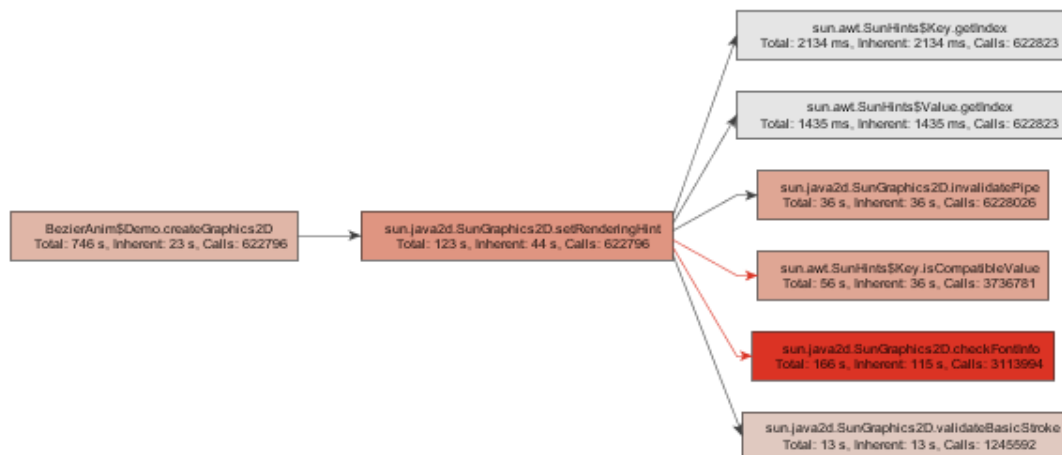 sun.awt.SunHints$Key.getIndex
Total: 2134 ms, Inherent: 2134 ms, Calls: 622823
sun.awt.SunHints$Value.getIndex
Total: 1435 ms, Inherent: 1435 ms, Calls: 622823
sun.java2d.SunGraphics2D.invalidatePipe
Total: 36 s, Inherent: 36 s, Calls: 6228026
BezierAnim$Demo.createGraphics2D
Total: 746 s, Inherent: 23 s, Calls: 622796
sun.java2d.SunGraphics2D.setRenderingHint
Total: 123 s, Inherent: 44 s, Calls: 622796
sun.awt.SunHints$Key.isCompatibleValue
Total: 56 s, Inherent: 36 s, Calls: 3736781
sun.java2d.SunGraphics2D.checkFontInfo
Total: 166 s, Inherent: 115 s, Calls: 3113994
sun.java2d.SunGraphics2D.validateBasicStroke
Total: 13 s, Inherent: 13 s, Calls: 1245592